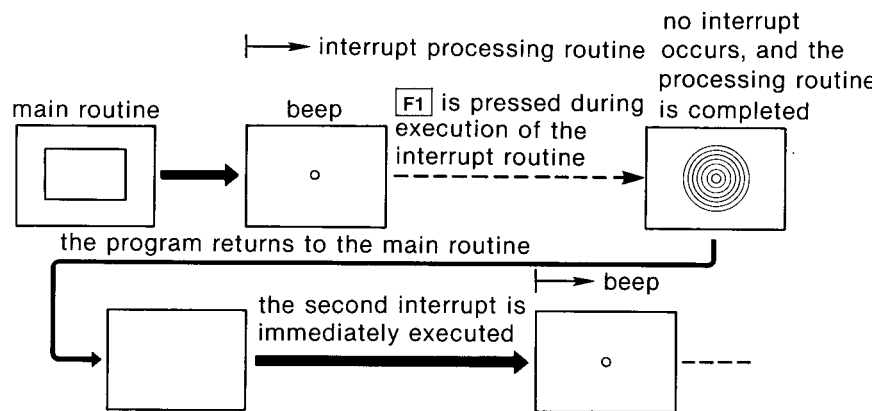 interrupt processing routine
no interrupt
occurs, and the
processing routine
is completed
main routine
beep
F1 is pressed during
execution of the
interrupt routine
the program returns to the main routine
beep
the second interrupt is
immediately executed